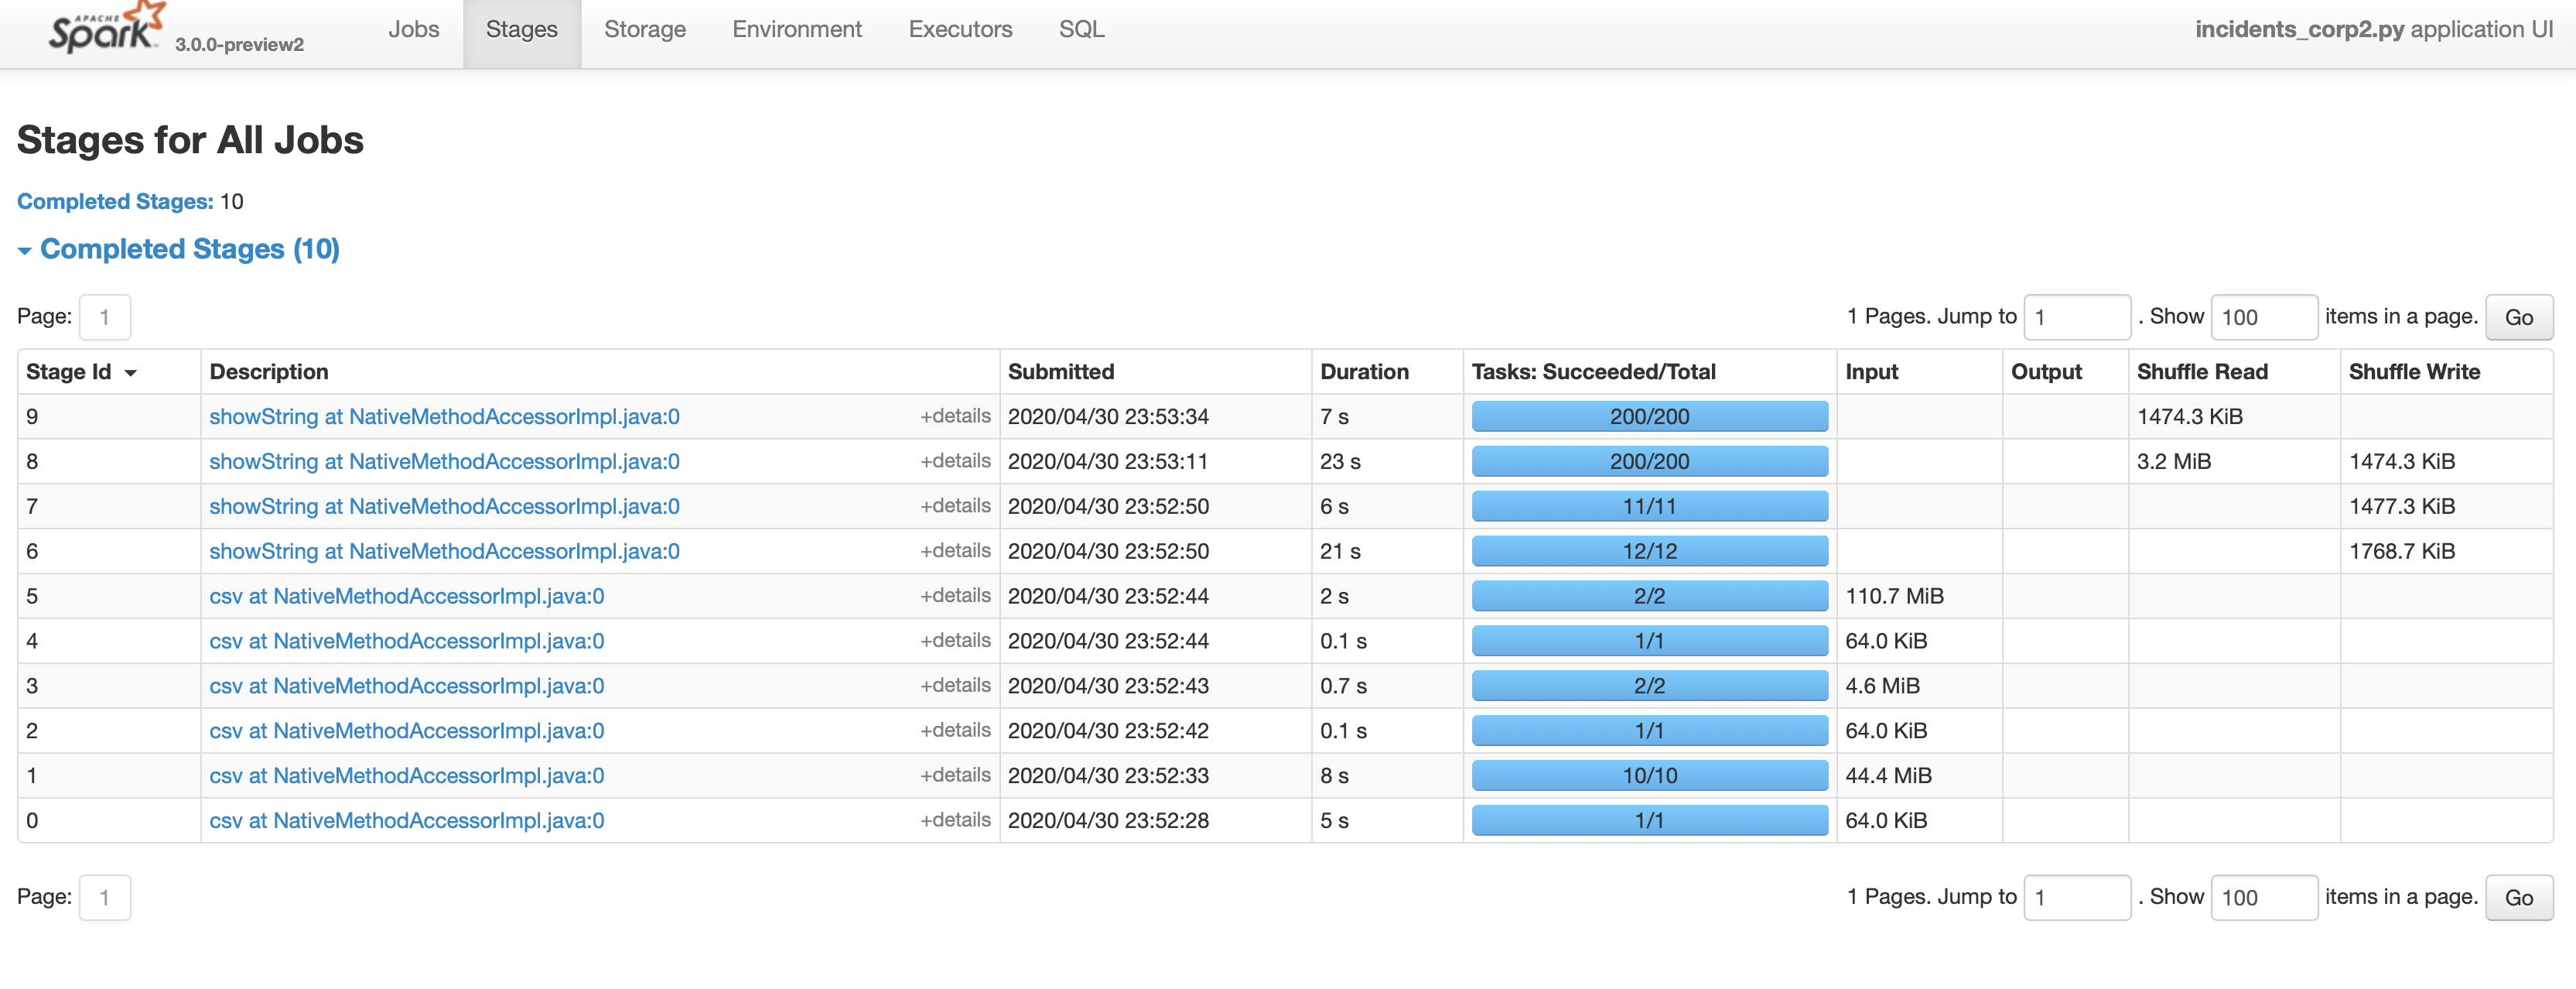 APACHE Spark 3.0.0-preview2 Jobs Stages Storage Environment Executors SQL incidents_corp2.py application UI
Stages for All Jobs
Completed Stages: 10
Completed Stages (10)
Page: 1 1 Pages. Jump to 1 . Show 100 items in a page. Go
Stage Id Description Submitted Duration Tasks: Succeeded/Total Input Output Shuffle Read Shuffle Write
9 showString at NativeMethodAccessorImpl.java:0 +details 2020/04/30 23:53:34 7 s 200/200 1474.3 KiB
8 showString at NativeMethodAccessorImpl.java:0 +details 2020/04/30 23:53:11 23 s 200/200 3.2 MiB 1474.3 KiB
7 showString at NativeMethodAccessorImpl.java:0 +details 2020/04/30 23:52:50 6 s 11/11 1477.3 KiB
6 showString at NativeMethodAccessorImpl.java:0 +details 2020/04/30 23:52:50 21 s 12/12 1768.7 KiB
5 csv at NativeMethodAccessorImpl.java:0 +details 2020/04/30 23:52:44 2 s 2/2 110.7 MiB
4 csv at NativeMethodAccessorImpl.java:0 +details 2020/04/30 23:52:44 0.1 s 1/1 64.0 KiB
3 csv at NativeMethodAccessorImpl.java:0 +details 2020/04/30 23:52:43 0.7 s 2/2 4.6 MiB
2 csv at NativeMethodAccessorImpl.java:0 +details 2020/04/30 23:52:42 0.1 s 1/1 64.0 KiB
1 csv at NativeMethodAccessorImpl.java:0 +details 2020/04/30 23:52:33 8 s 10/10 44.4 MiB
0 csv at NativeMethodAccessorImpl.java:0 +details 2020/04/30 23:52:28 5 s 1/1 64.0 KiB
Page: 1 1 Pages. Jump to 1 . Show 100 items in a page. Go